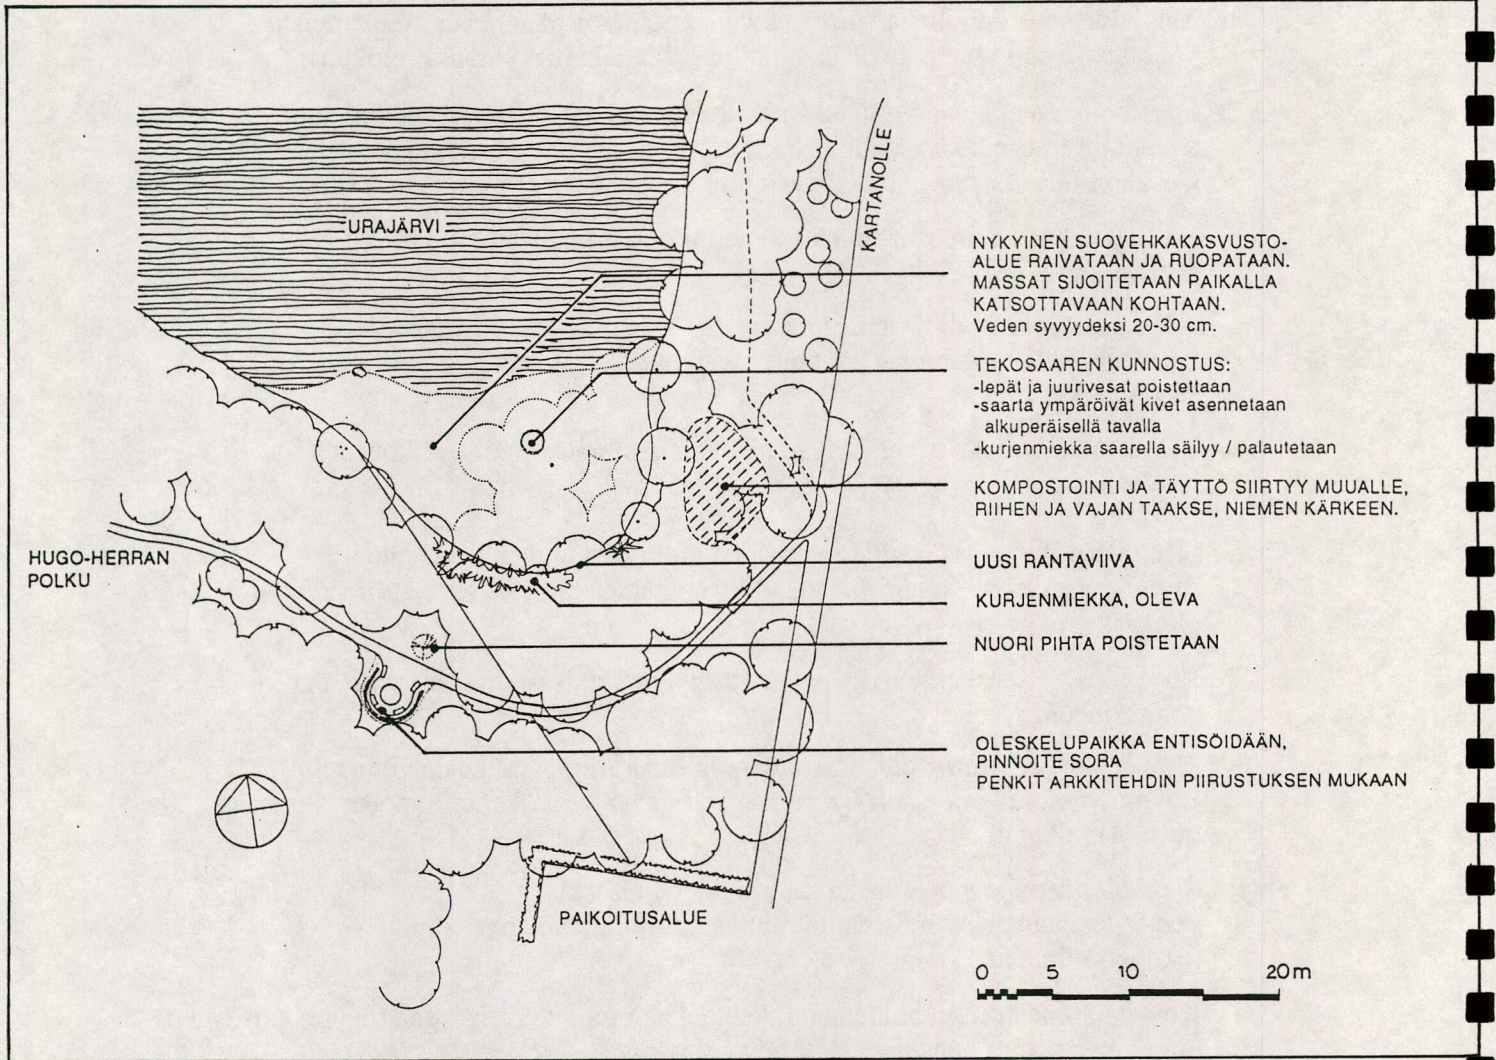 URAJÄRVI
KARTANOLLE
NYKYINEN SUOVEHKAKASVUSTO-
ALUE RAIVATAAN JA RUOPATAAN.
MASSAT SIJOITETAAN PAIKALLA
KATSOTTAVAAN KOHTAAN.
Veden syvyydeksi 20-30 cm.
TEKOSAAREN KUNNOSTUS:
-lepät ja juurivesat poistettaan
-saarta ympäröivät kivet asennetaan
alkuperäisellä tavalla
-kurjenmiekka saarella säilyy / palautetaan
KOMPOSTOINTI JA TÄYTTÖ SIIRTYY MUUALLE,
RIIHEN JA VAJAN TAAKSE, NIEMEN KÄRKEEN.
HUGO-HERRAN
POLKU
UUSI RANTAVIIVA
KURJENMIEKKA, OLEVA
NUORI PIHTA POISTETAAN
OLESKELUPAIKKA ENTISÖIDÄÄN,
PINNOITE SORA
PENKIT ARKKITEHDIN PIIRUSTUKSEN MUKAAN
PAIKOITUSALUE
0 5 10 20m